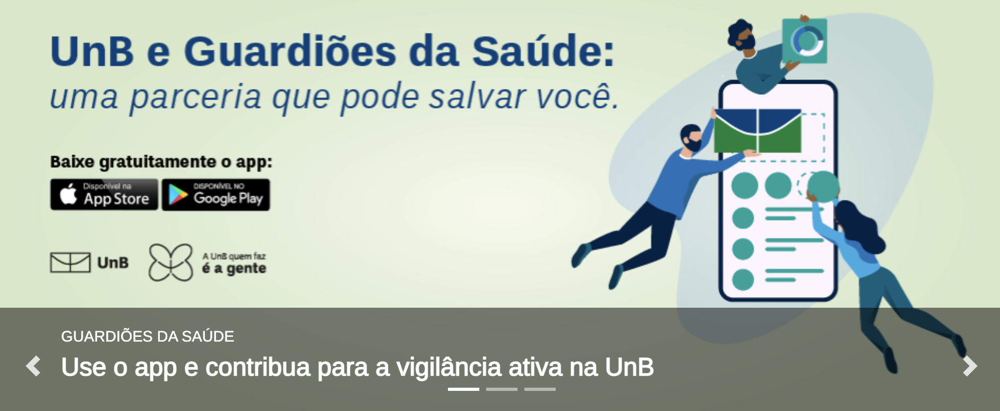 UnB e Guardiões da Saúde:
uma parceria que pode salvar você.
Baixe gratuitamente o app:
Disponível na
App Store
DISPONÍVEL NO
Google Play
UnB
A UnB quem faz
é a gente
GUARDIÕES DA SAÚDE
Use o app e contribua para a vigilância ativa na UnB